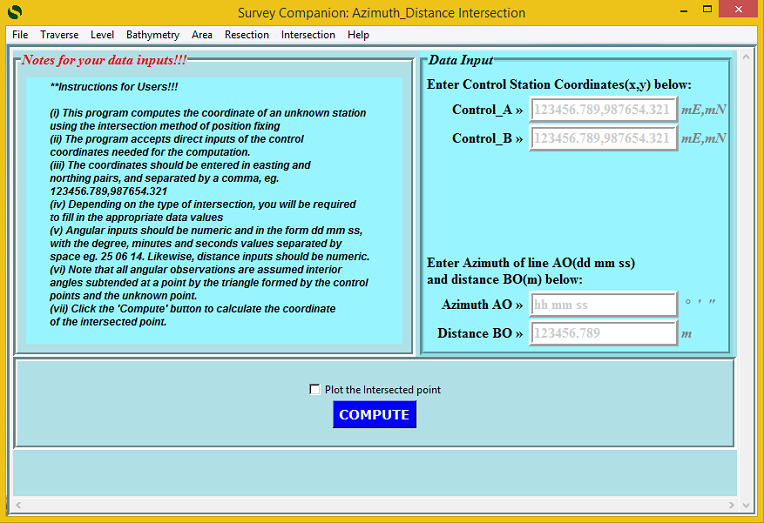 Survey Companion: Azimuth_Distance Intersection
File Traverse Level Bathymetry Area Resection Intersection Help
Notes for your data inputs!!!
**Instructions for Users!!!
(i) This program computes the coordinate of an unknown station
using the intersection method of position fixing
(ii) The program accepts direct inputs of the control
coordinates needed for the computation.
(iii) The coordinates should be entered in easting and
northing pairs, and separated by a comma, eg.
123456.789,987654.321
(iv) Depending on the type of intersection, you will be required
to fill in the appropriate data values
(v) Angular inputs should be numeric and in the form dd mm ss,
with the degree, minutes and seconds values separated by
space eg. 25 06 14. Likewise, distance inputs should be numeric.
(vi) Note that all angular observations are assumed interior
angles subtended at a point by the triangle formed by the control
points and the unknown point.
(vii) Click the 'Compute' button to calculate the coordinate
of the intersected point.
Data Input
Enter Control Station Coordinates(x,y) below:
Control_A » 123456.789,987654.321 mE,mN
Control_B » 123456.789,987654.321 mE,mN
Enter Azimuth of line AO(dd mm ss)
and distance BO(m) below:
Azimuth AO » hh mm ss ° ' "
Distance BO » 123456.789 m
Plot the Intersected point
COMPUTE